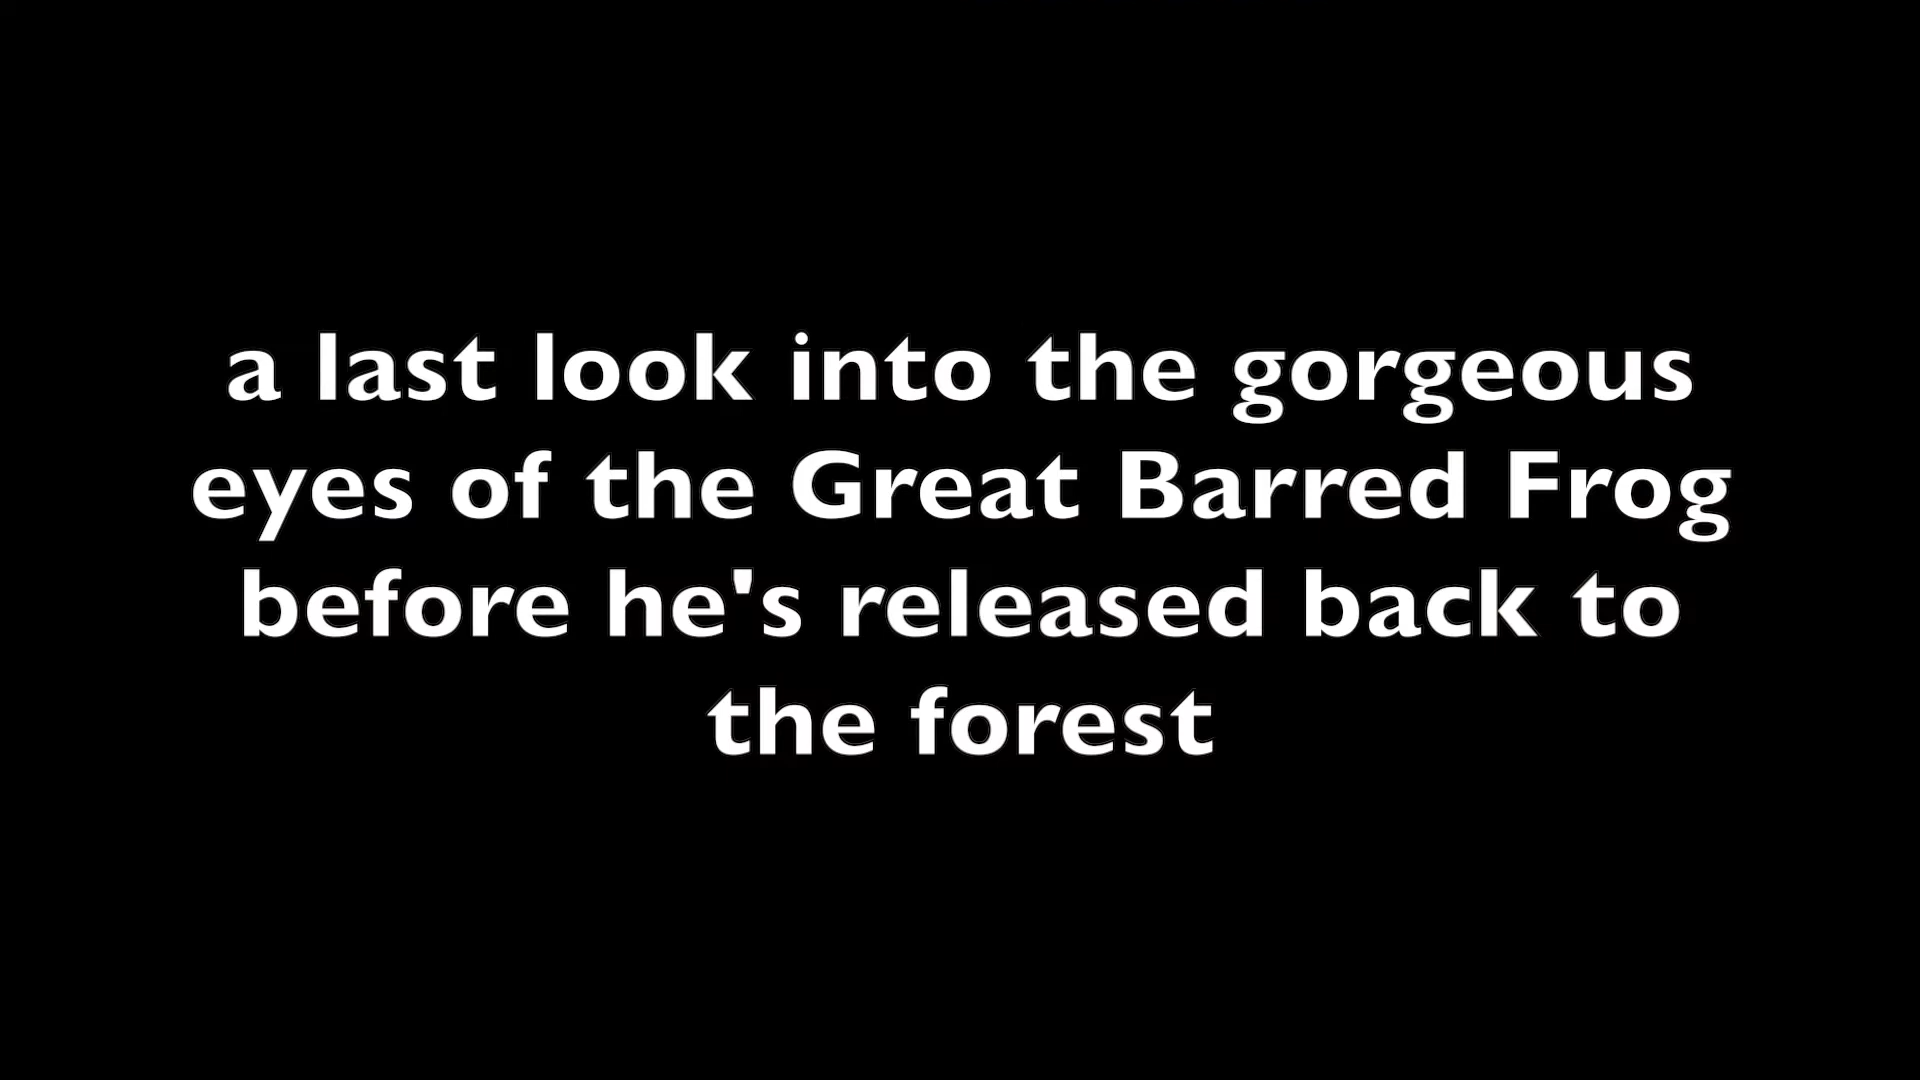 a last look into the gorgeous
eyes of the Great Barred Frog
before he's released back to
the forest